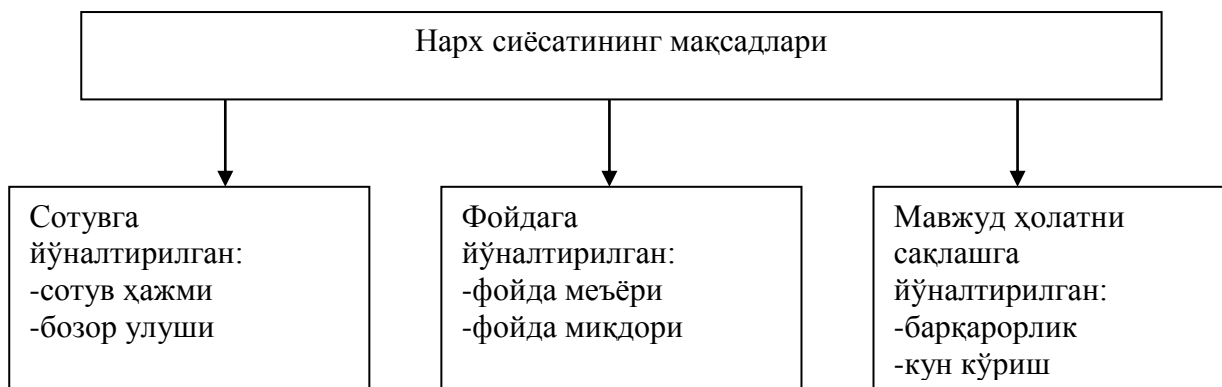 Нарх сиёсатининг мақсадлари
Сотувга
йўналтирилган:
-сотув ҳажми
-бозор улуши
Фойдага
йўналтирилган:
-фойда меъёри
-фойда миқдори
Мавжуд ҳолатни
сақлашга
йўналтирилган:
-барқарорлик
-кун кўриш